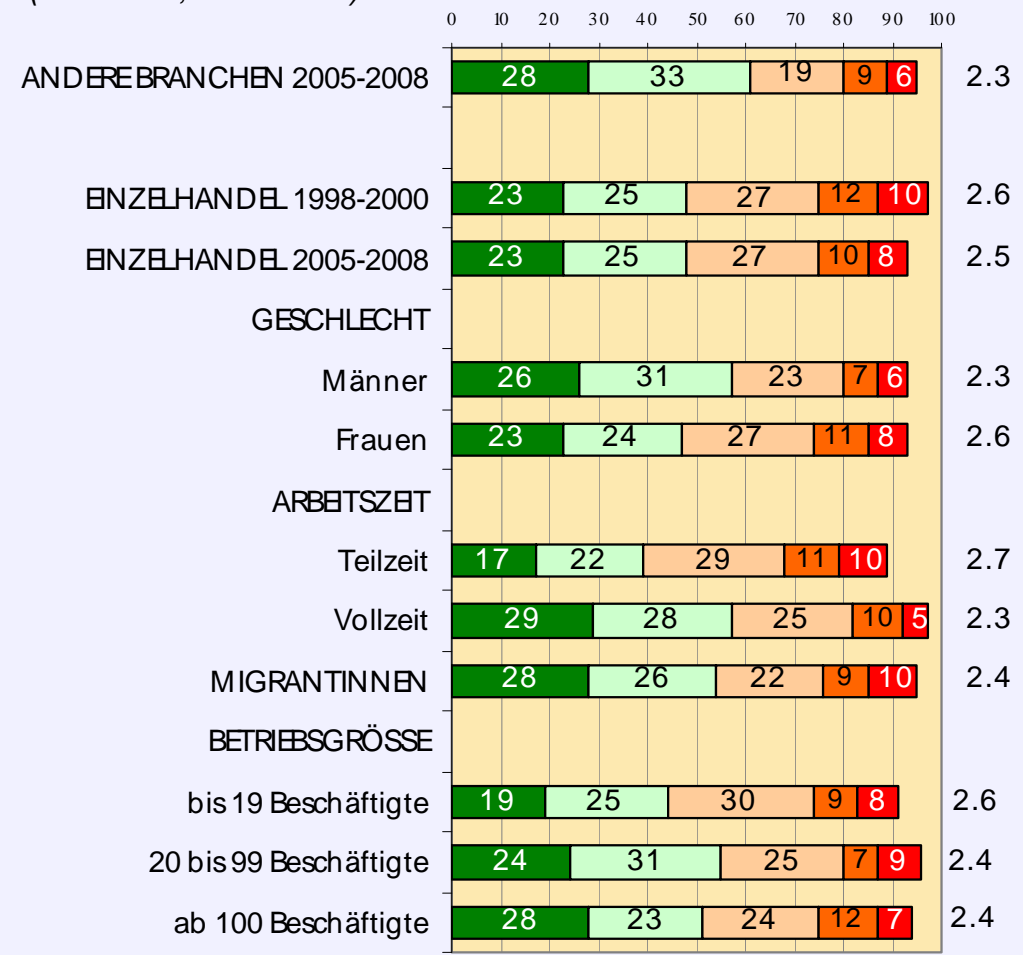 0 10 20 30 40 50 60 70 80 90 100
ANDERE BRANCHEN 2005-2008 28 33 19 9 6 2.3
EINZELHANDEL 1998-2000 23 25 27 12 10 2.6
EINZELHANDEL 2005-2008 23 25 27 10 8 2.5
GESCHLECHT
Männer 26 31 23 7 6 2.3
Frauen 23 24 27 11 8 2.6
ARBEITSZEIT
Teilzeit 17 22 29 11 10 2.7
Vollzeit 29 28 25 10 5 2.3
MIGRANTINNEN 28 26 22 9 10 2.4
BETRIEBSGRÖSSE
bis 19 Beschäftigte 19 25 30 9 8 2.6
20 bis 99 Beschäftigte 24 31 25 7 9 2.4
ab 100 Beschäftigte 28 23 24 12 7 2.4